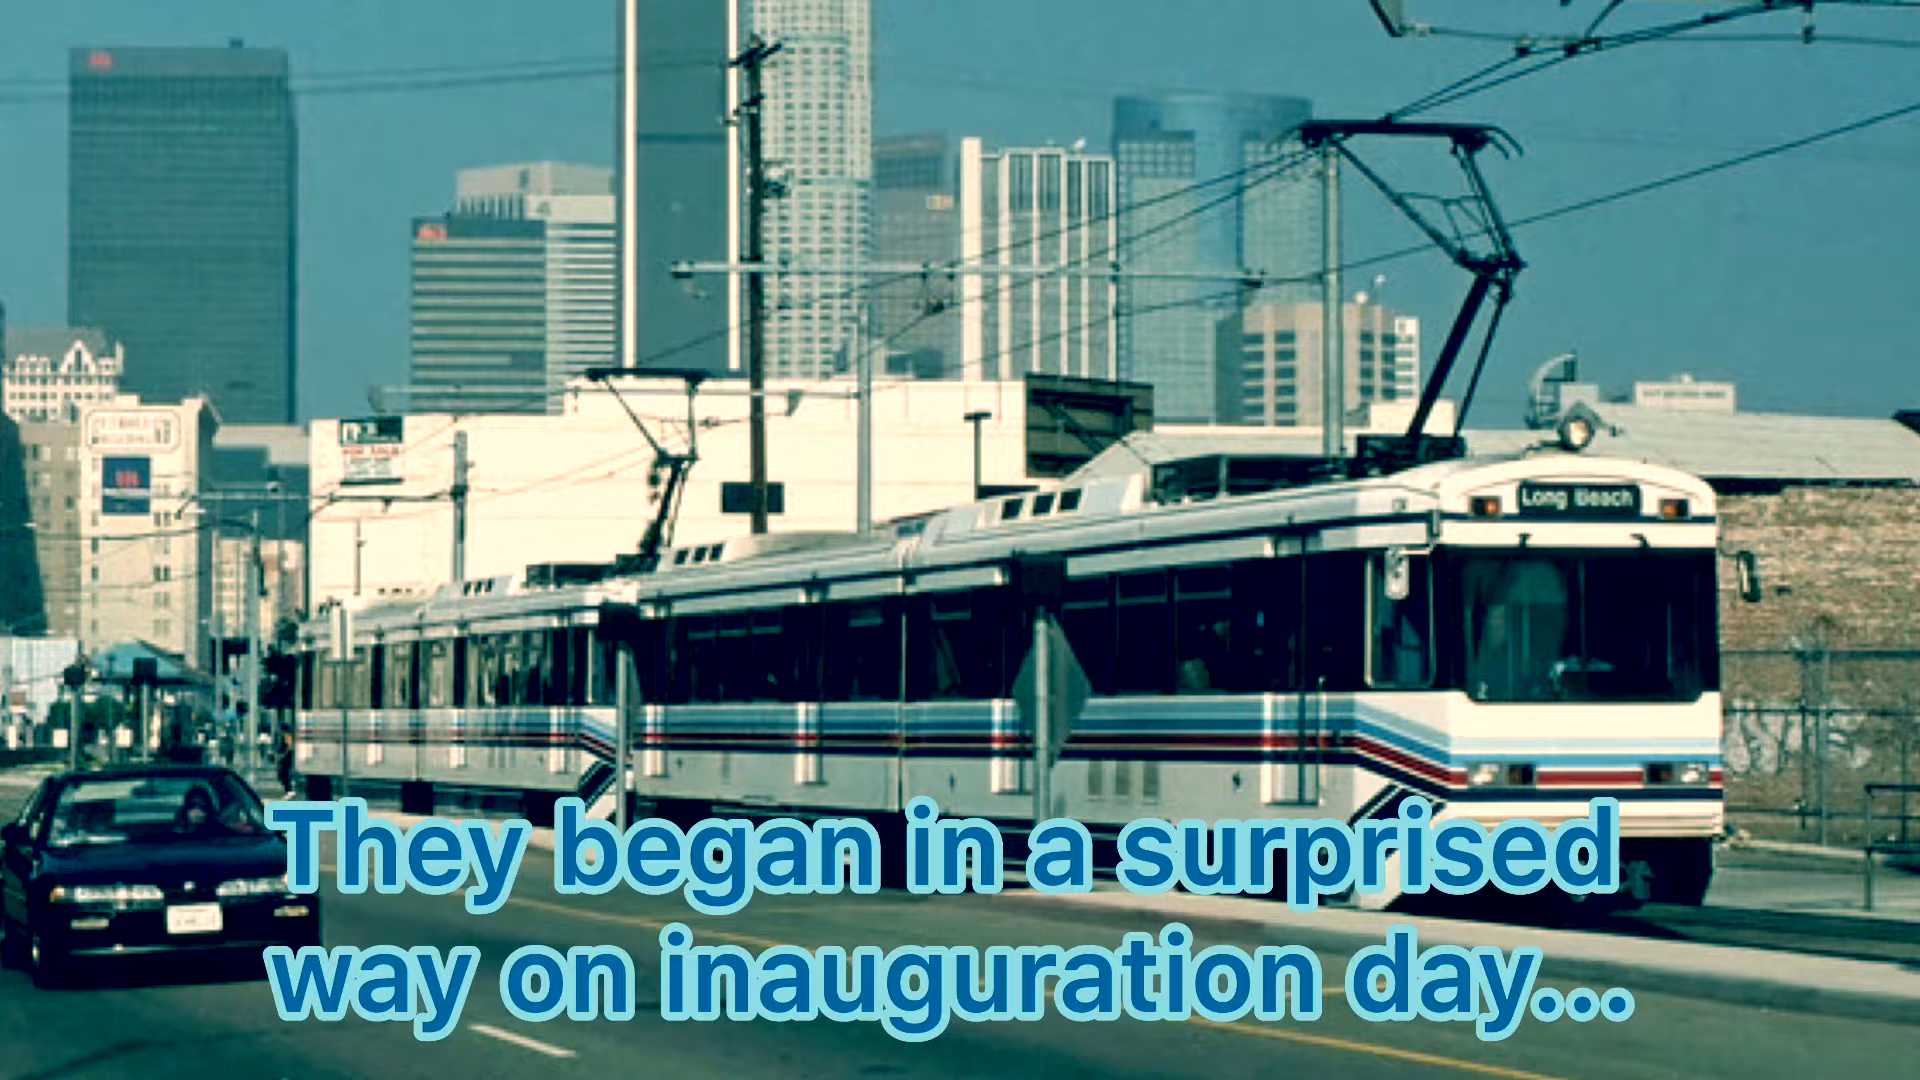 Long Beach
They began in a surprised
way on inauguration day...